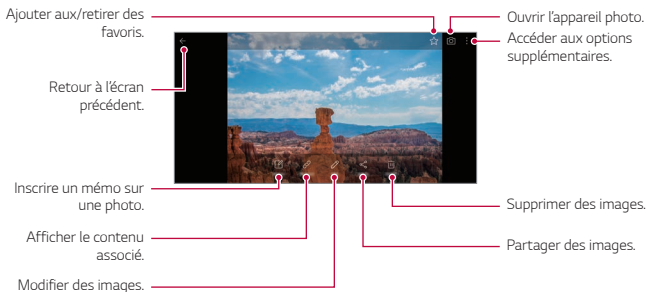 Ajouter aux/retirer des
favoris.
Retour à l'écran
précédent.
Inscrire un mémo sur
une photo.
Afficher le contenu
associé.
Modifier des images.
Ouvrir l'appareil photo.
Accéder aux options
supplémentaires.
Supprimer des images.
Partager des images.